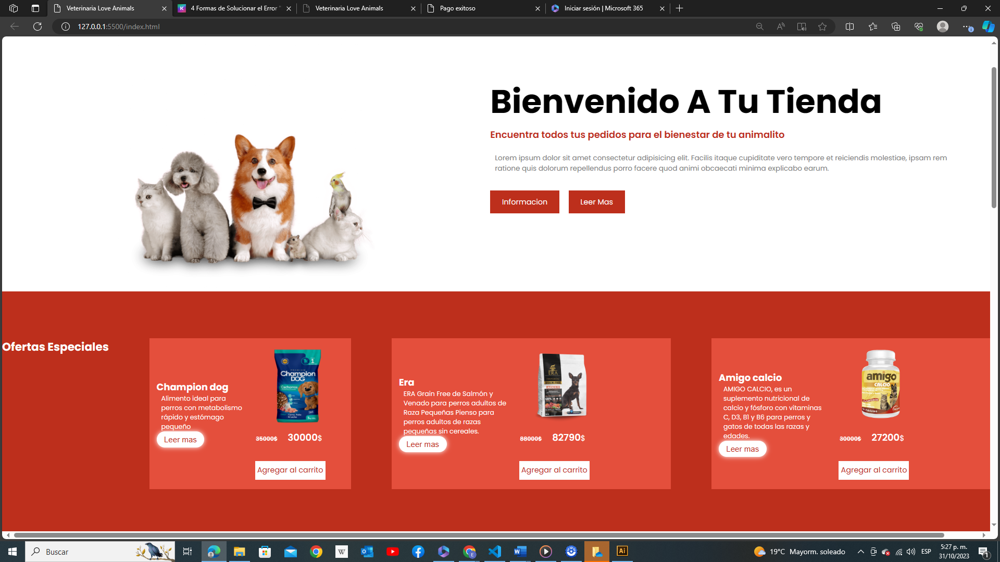 Veterinaria Love Animals
4 Formas de Solucionar el Error "
Veterinaria Love Animals
Pago exitoso
Iniciar sesión | Microsoft 365
127.0.0.1:5500/index.html
Bienvenido A Tu Tienda
Encuentra todos tus pedidos para el bienestar de tu animalito
Lorem ipsum dolor sit amet consectetur adipisicing elit. Facilis itaque cupiditate vero tempore et reiciendis molestiae, ipsam rem
ratione quis dolorum repellendus porro facere quod animi obcaecati minima explicabo earum.
Informacion
Leer Mas
Ofertas Especiales
Champion dog
Alimento ideal para
perros con metabolismo
rápido y estómago
pequeño
Leer mas
Champion
DOG
Cachorros
35000$ 30000$
Agregar al carrito
Era
ERA Grain Free de Salmón y
Venado para perros adultos de
Raza Pequeñas Pienso para
perros adultos de razas
pequeñas sin cereales.
Leer mas
ERA
88000$ 82790$
Agregar al carrito
Amigo calcio
AMIGO CALCIO, es un
suplemento nutricional de
calcio y fósforo con vitaminas
C, D3, B1 y B6 para perros y
gatos de todas las razas y
edades.
Leer mas
amigo
CALCIO
30000$ 27200$
Agregar al carrito
Buscar
19°C Mayorm. soleado
ESP
5:27 p. m.
31/10/2023